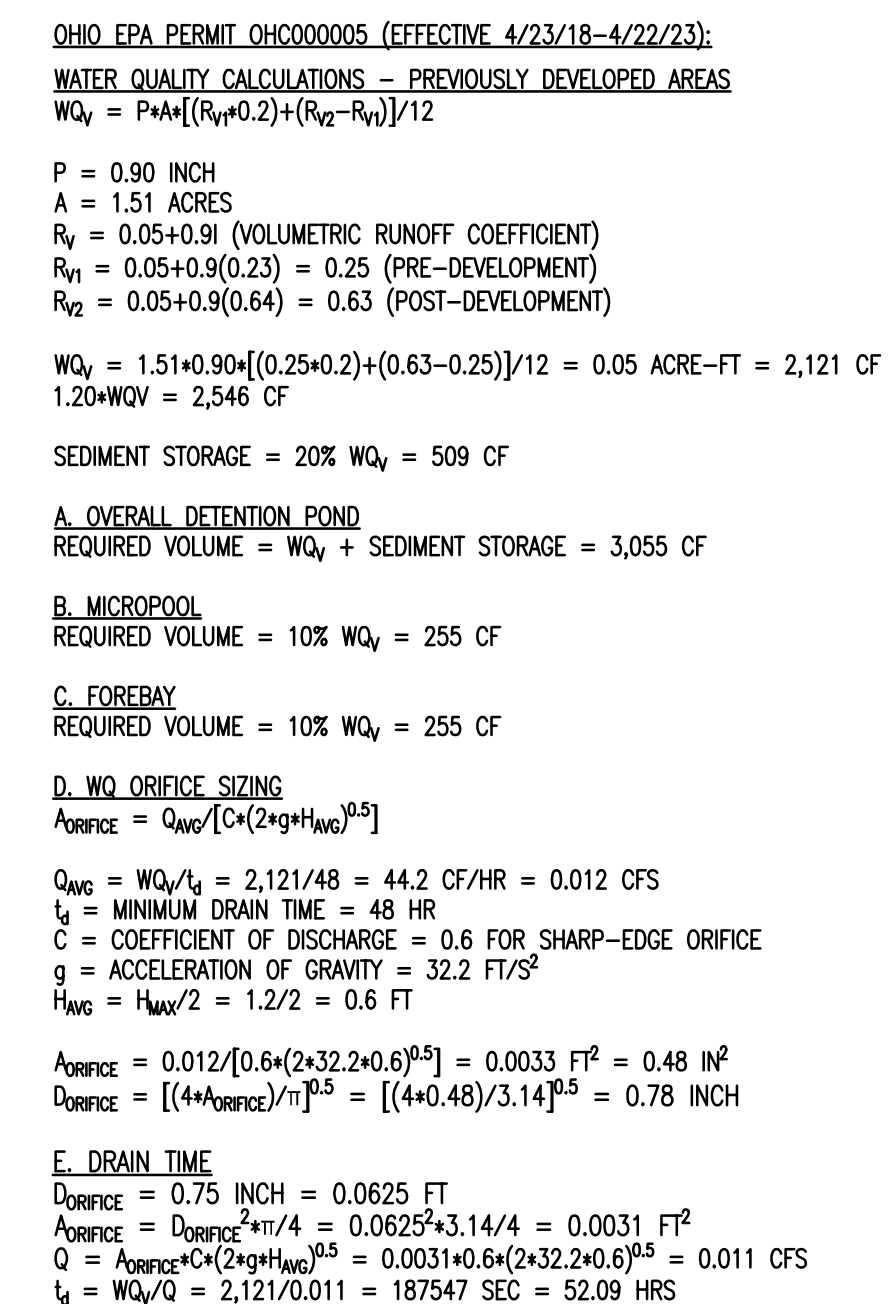 OHIO EPA PERMIT OHC000005 (EFFECTIVE 4/23/18-4/22/23):
WATER QUALITY CALCULATIONS - PREVIOUSLY DEVELOPED AREAS
WQV = P*A*[(RV1*0.2)+(RV2-RV1)]/12
P = 0.90 INCH
A = 1.51 ACRES
RV = 0.05+0.9I (VOLUMETRIC RUNOFF COEFFICIENT)
RV1 = 0.05+0.9(0.23) = 0.25 (PRE-DEVELOPMENT)
RV2 = 0.05+0.9(0.64) = 0.63 (POST-DEVELOPMENT)
WQV = 1.51*0.90*[(0.25*0.2)+(0.63-0.25)]/12 = 0.05 ACRE-FT = 2,121 CF
1.20*WQV = 2,546 CF
SEDIMENT STORAGE = 20% WQV = 509 CF
A. OVERALL DETENTION POND
REQUIRED VOLUME = WQV + SEDIMENT STORAGE = 3,055 CF
B. MICROPOOL
REQUIRED VOLUME = 10% WQV = 255 CF
C. FOREBAY
REQUIRED VOLUME = 10% WQV = 255 CF
D. WQ ORIFICE SIZING
AORIFICE = QAVG/[C*(2*g*HAVG)^0.5]
QAVG = WQV/td = 2,121/48 = 44.2 CF/HR = 0.012 CFS
td = MINIMUM DRAIN TIME = 48 HR
C = COEFFICIENT OF DISCHARGE = 0.6 FOR SHARP-EDGE ORIFICE
g = ACCELERATION OF GRAVITY = 32.2 FT/S²
HAVG = HMAX/2 = 1.2/2 = 0.6 FT
AORIFICE = 0.012/[0.6*(2*32.2*0.6)^0.5] = 0.0033 FT² = 0.48 IN²
DORIFICE = [(4*AORIFICE)/π]^0.5 = [(4*0.48)/3.14]^0.5 = 0.78 INCH
E. DRAIN TIME
DORIFICE = 0.75 INCH = 0.0625 FT
AORIFICE = DORIFICE²*π/4 = 0.0625²*3.14/4 = 0.0031 FT²
Q = AORIFICE*C*(2*g*HAVG)^0.5 = 0.0031*0.6*(2*32.2*0.6)^0.5 = 0.011 CFS
td = WQV/Q = 2,121/0.011 = 187547 SEC = 52.09 HRS